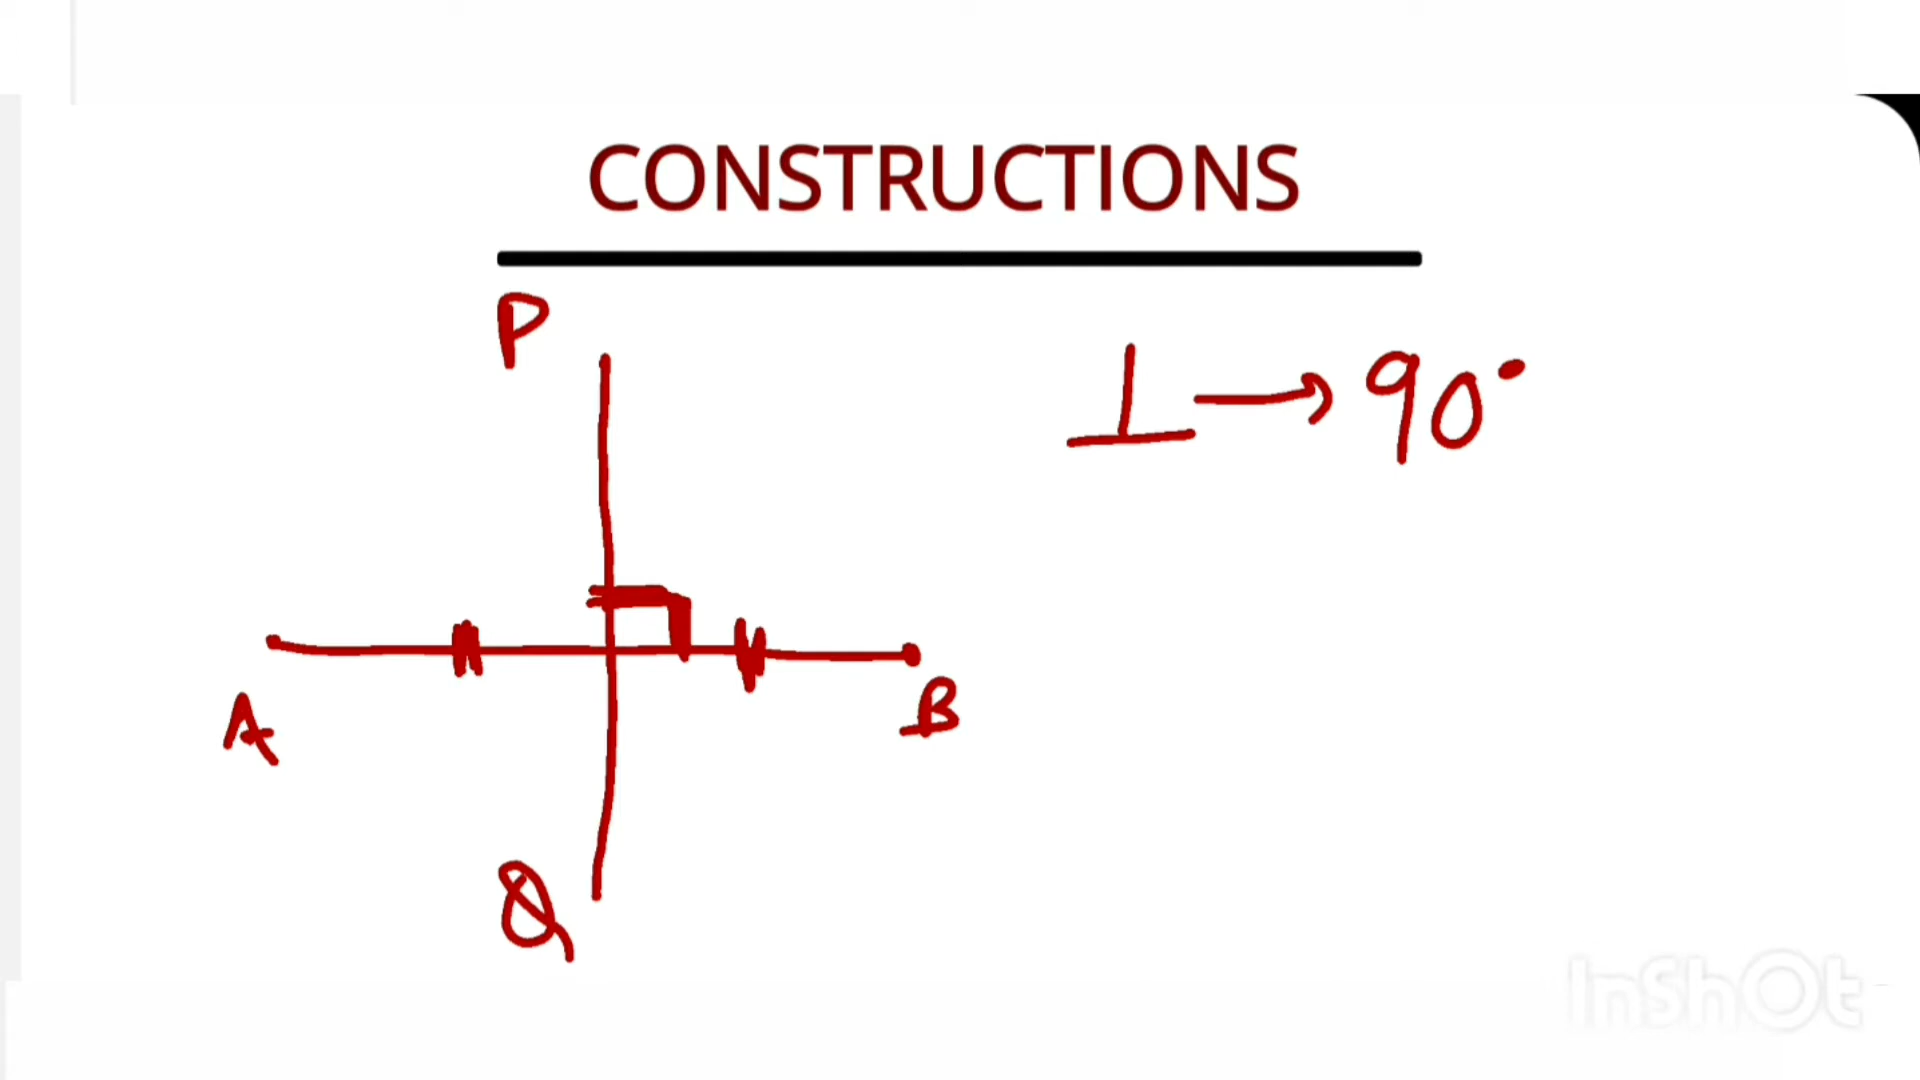 CONSTRUCTIONS
P
⊥ → 90°
A
B
Q
InShOt